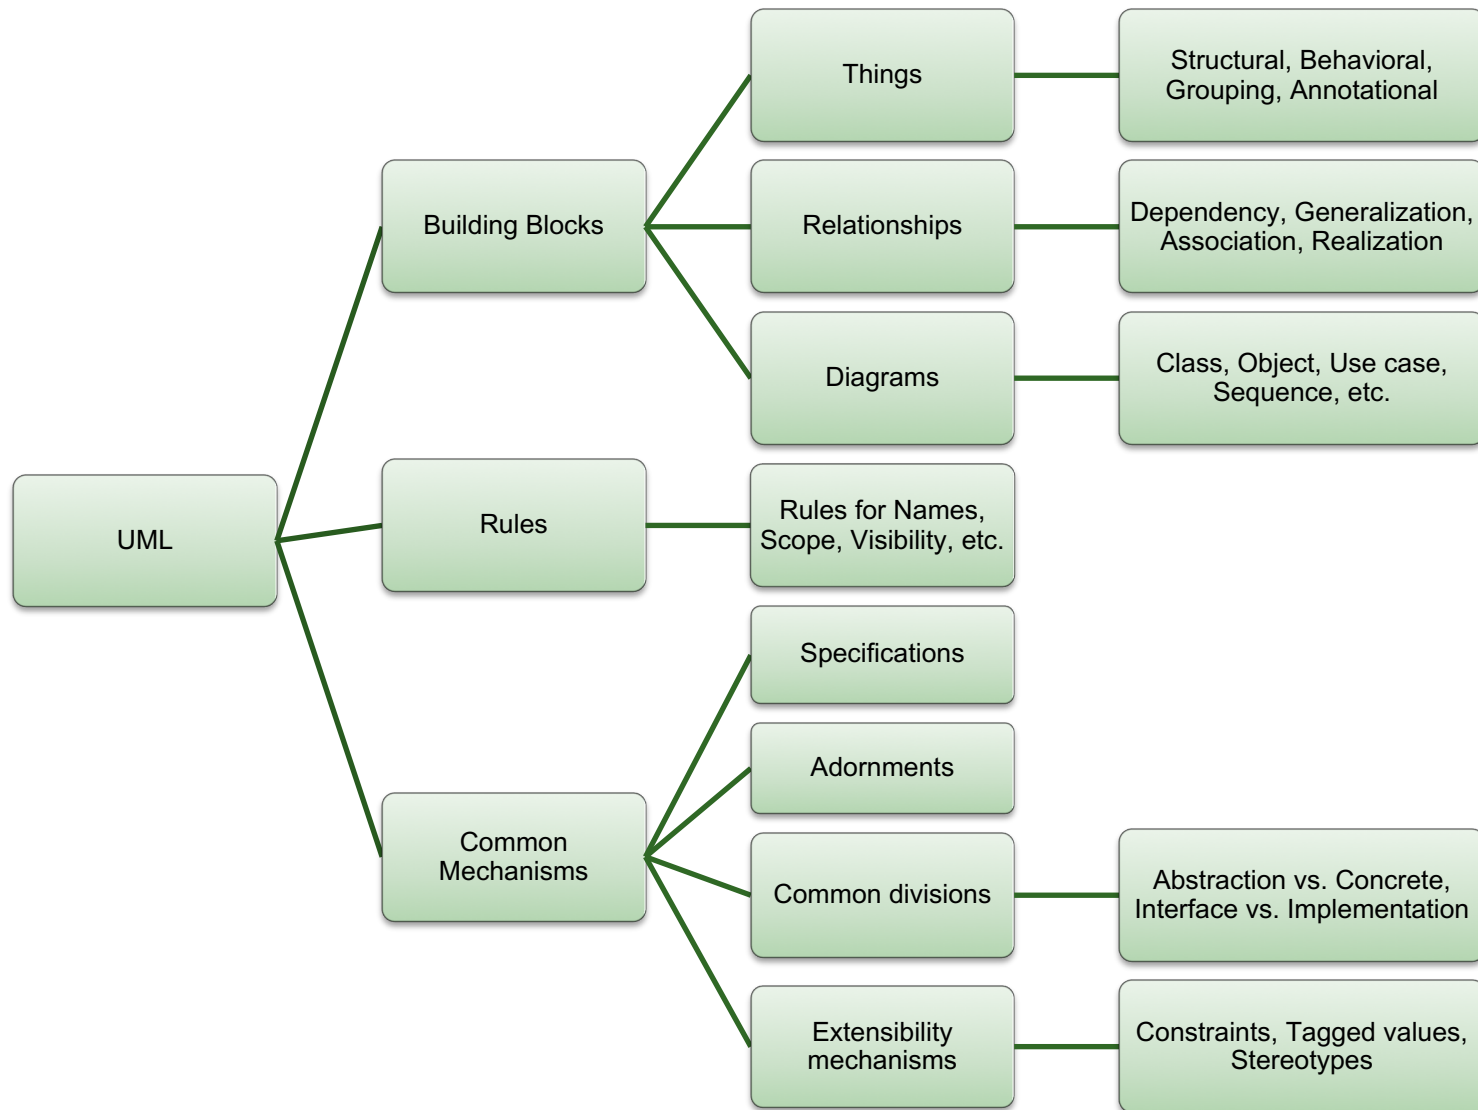 Things
Structural, Behavioral,
Grouping, Annotational
Building Blocks
Relationships
Dependency, Generalization,
Association, Realization
Diagrams
Class, Object, Use case,
Sequence, etc.
UML
Rules
Rules for Names,
Scope, Visibility, etc.
Specifications
Adornments
Common
Mechanisms
Common divisions
Abstraction vs. Concrete,
Interface vs. Implementation
Extensibility
mechanisms
Constraints, Tagged values,
Stereotypes